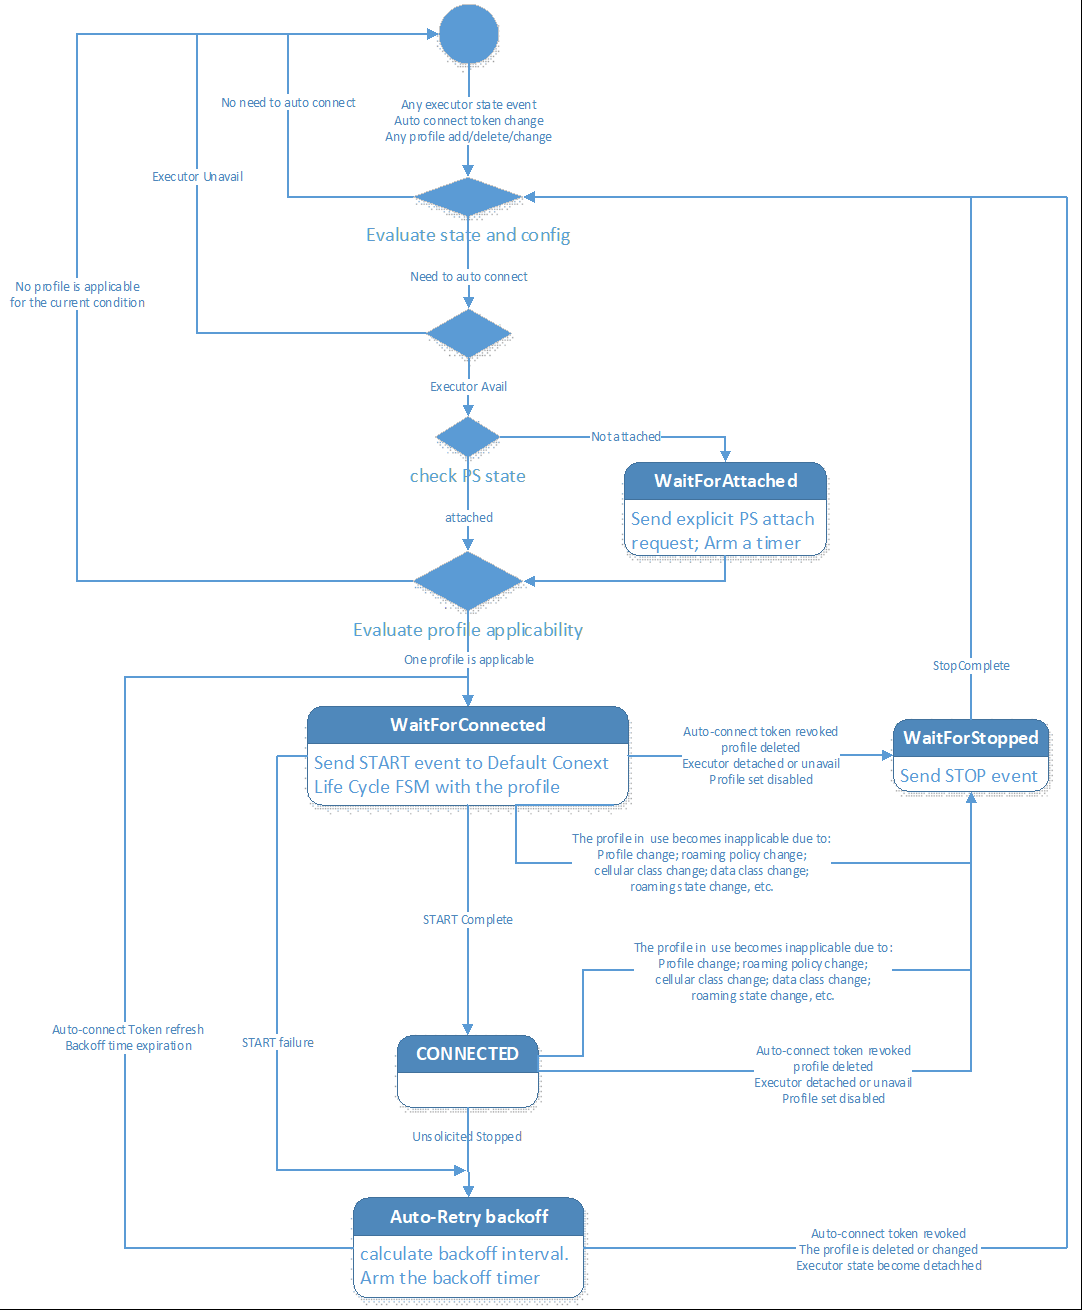 No need to auto connect
Any executor state event
Auto connect token change
Any profile add/delete/change
Executor Unavail
Evaluate state and config
Need to auto connect
No profile is applicable
for the current condition
Executor Avail
Not attached
check PS state
WaitForAttached
Send explicit PS attach
request; Arm a timer
attached
Evaluate profile applicability
One profile is applicable
StopComplete
WaitForConnected
Send START event to Default Conext
Life Cycle FSM with the profile
Auto-connect token revoked
profile deleted
Executor detached or unavail
Profile set disabled
WaitForStopped
Send STOP event
The profile in use becomes inapplicable due to:
Profile change; roaming policy change;
cellular class change; data class change;
roaming state change, etc.
START Complete
The profile in use becomes inapplicable due to:
Profile change; roaming policy change;
cellular class change; data class change;
roaming state change, etc.
Auto-connect Token refresh
Backoff time expiration
START failure
CONNECTED
Auto-connect token revoked
profile deleted
Executor detached or unavail
Profile set disabled
Unsolicited Stopped
Auto-Retry backoff
calculate backoff interval.
Arm the backoff timer
Auto-connect token revoked
The profile is deleted or changed
Executor state become detachhed